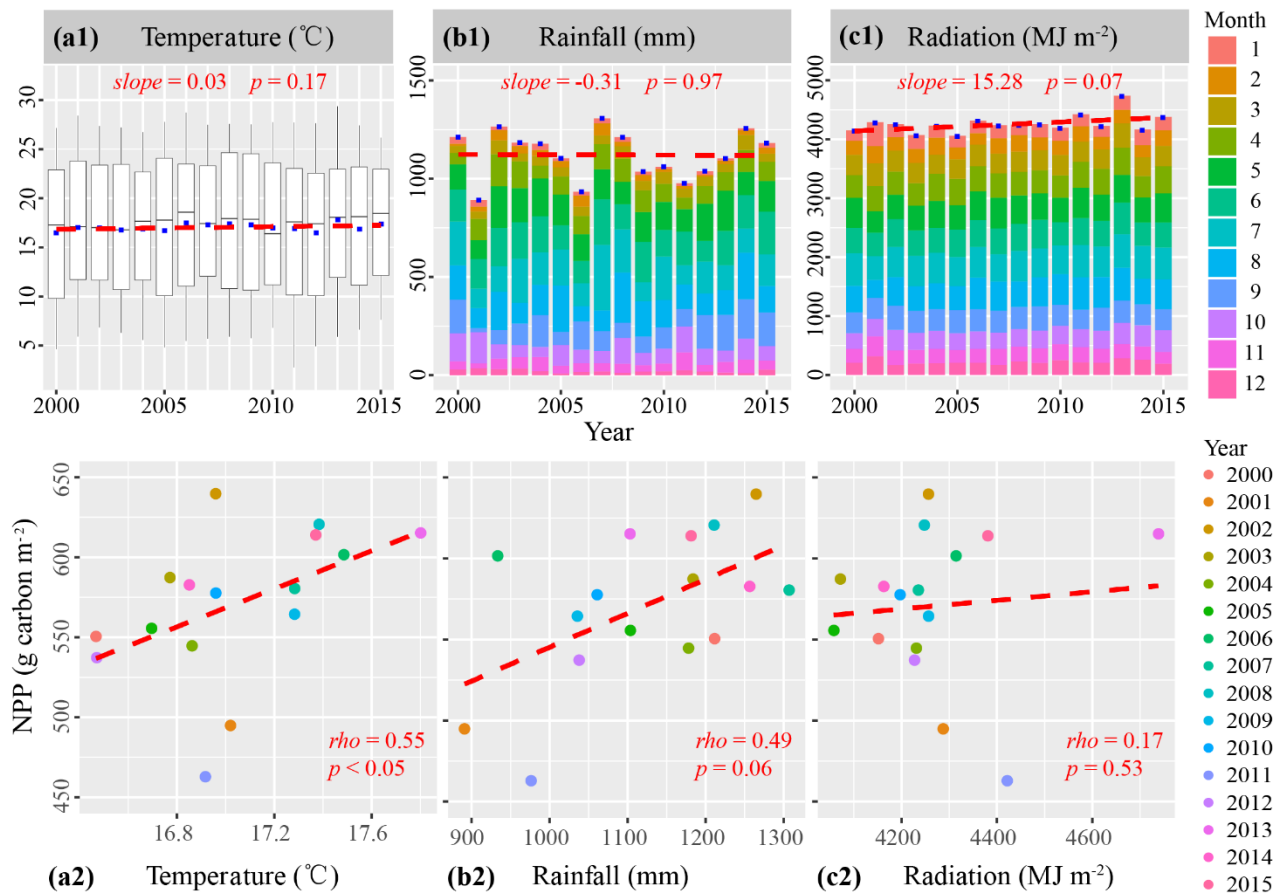 (a1) Temperature (℃)
(b1) Rainfall (mm)
(c1) Radiation (MJ m⁻²)
Month
slope = 0.03 p = 0.17
slope = -0.31 p = 0.97
slope = 15.28 p = 0.07
30
25
20
15
10
5
1500
1000
500
0
5000
4000
3000
2000
1000
0
1
2
3
4
5
6
7
8
9
10
11
12
2000 2005 2010 2015
2000 2005 2010 2015
2000 2005 2010 2015
Year
Year
2000
2001
2002
2003
2004
2005
2006
2007
2008
2009
2010
2011
2012
2013
2014
2015
NPP (g carbon m⁻²)
650
600
550
500
450
rho = 0.55
p < 0.05
rho = 0.49
p = 0.06
rho = 0.17
p = 0.53
16.8 17.2 17.6
900 1000 1100 1200 1300
4200 4400 4600
(a2) Temperature (℃)
(b2) Rainfall (mm)
(c2) Radiation (MJ m⁻²)